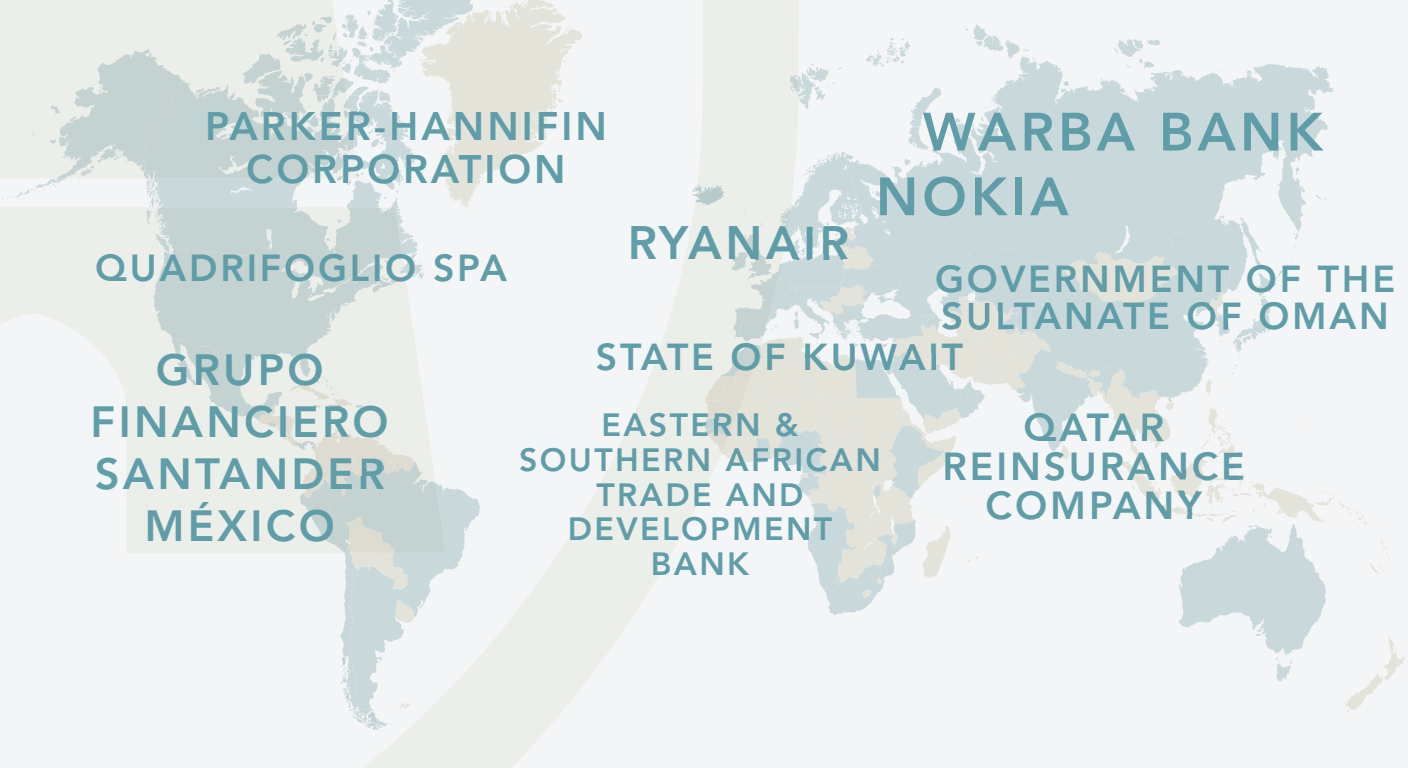 PARKER-HANNIFIN
CORPORATION
QUADRIFOGLIO SPA
GRUPO
FINANCIERO
SANTANDER
MÉXICO
RYANAIR
STATE OF KUWAIT
EASTERN &
SOUTHERN AFRICAN
TRADE AND
DEVELOPMENT
BANK
WARBA BANK
NOKIA
GOVERNMENT OF THE
SULTANATE OF OMAN
QATAR
REINSURANCE
COMPANY